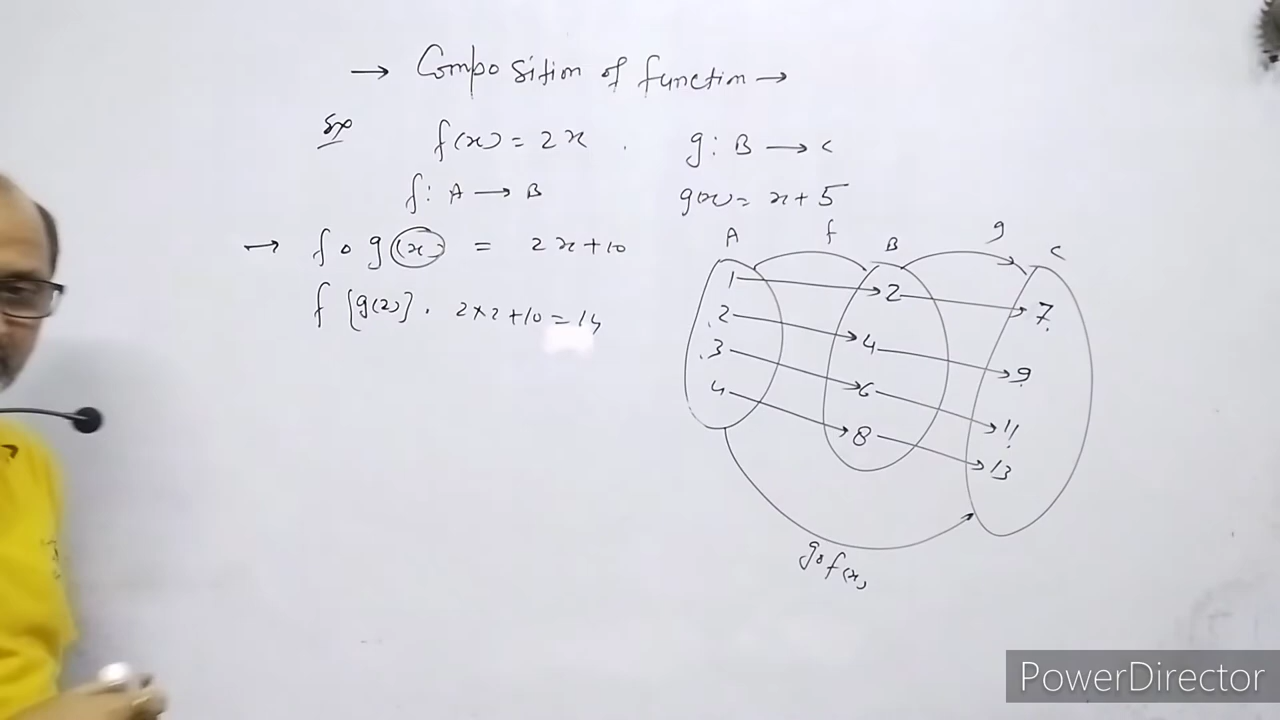 → Composition of function →
Ex f(x) = 2x . g : B → C
f : A → B g(x) = x + 5
→ f o g (x) = 2x + 10
f [g(2)] . 2 × 2 + 10 = 14
A f B g C
1 2 7
2 4 9
3 6 11
4 8 13
gof(x)
PowerDirector